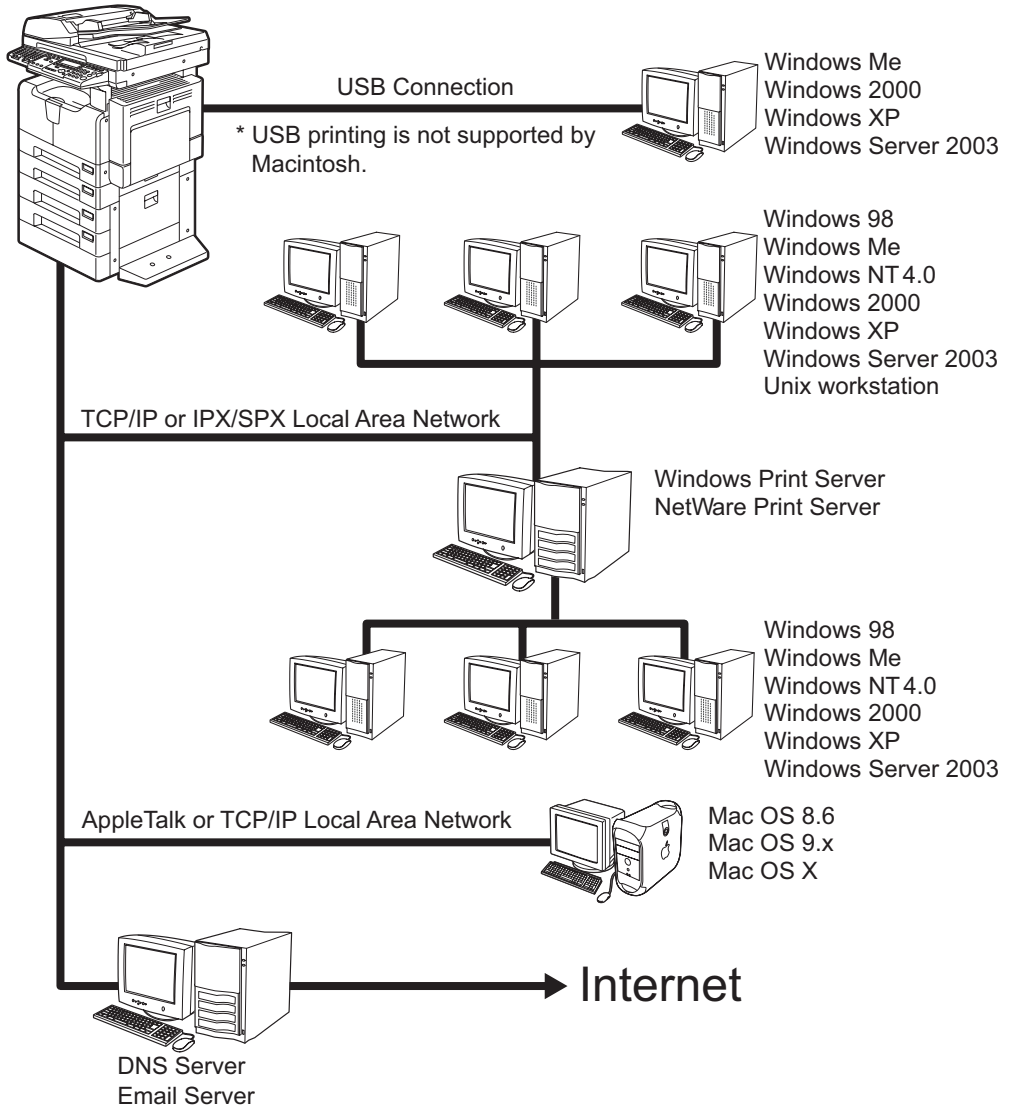 USB Connection
* USB printing is not supported by
Macintosh.
Windows Me
Windows 2000
Windows XP
Windows Server 2003
Windows 98
Windows Me
Windows NT 4.0
Windows 2000
Windows XP
Windows Server 2003
Unix workstation
TCP/IP or IPX/SPX Local Area Network
Windows Print Server
NetWare Print Server
Windows 98
Windows Me
Windows NT 4.0
Windows 2000
Windows XP
Windows Server 2003
AppleTalk or TCP/IP Local Area Network
Mac OS 8.6
Mac OS 9.x
Mac OS X
Internet
DNS Server
Email Server